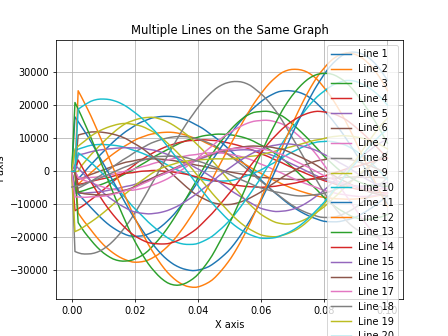 Multiple Lines on the Same Graph
30000
20000
10000
0
−10000
−20000
−30000
0.00
0.02
0.04
0.06
X axis
Line 1
Line 2
Line 3
Line 4
Line 5
Line 6
Line 7
Line 8
Line 9
Line 10
Line 11
Line 12
Line 13
Line 14
Line 15
Line 16
Line 17
Line 18
Line 19